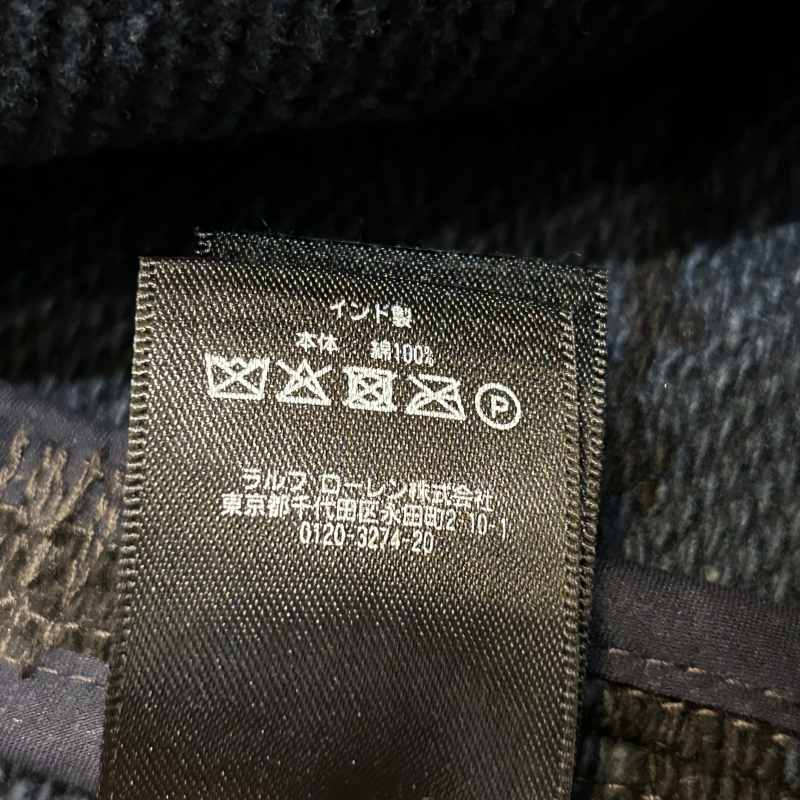 インド製
本体 綿100%
P
ラルフ ローレン株式会社
東京都千代田区永田町2-10-1
0120-3274-20